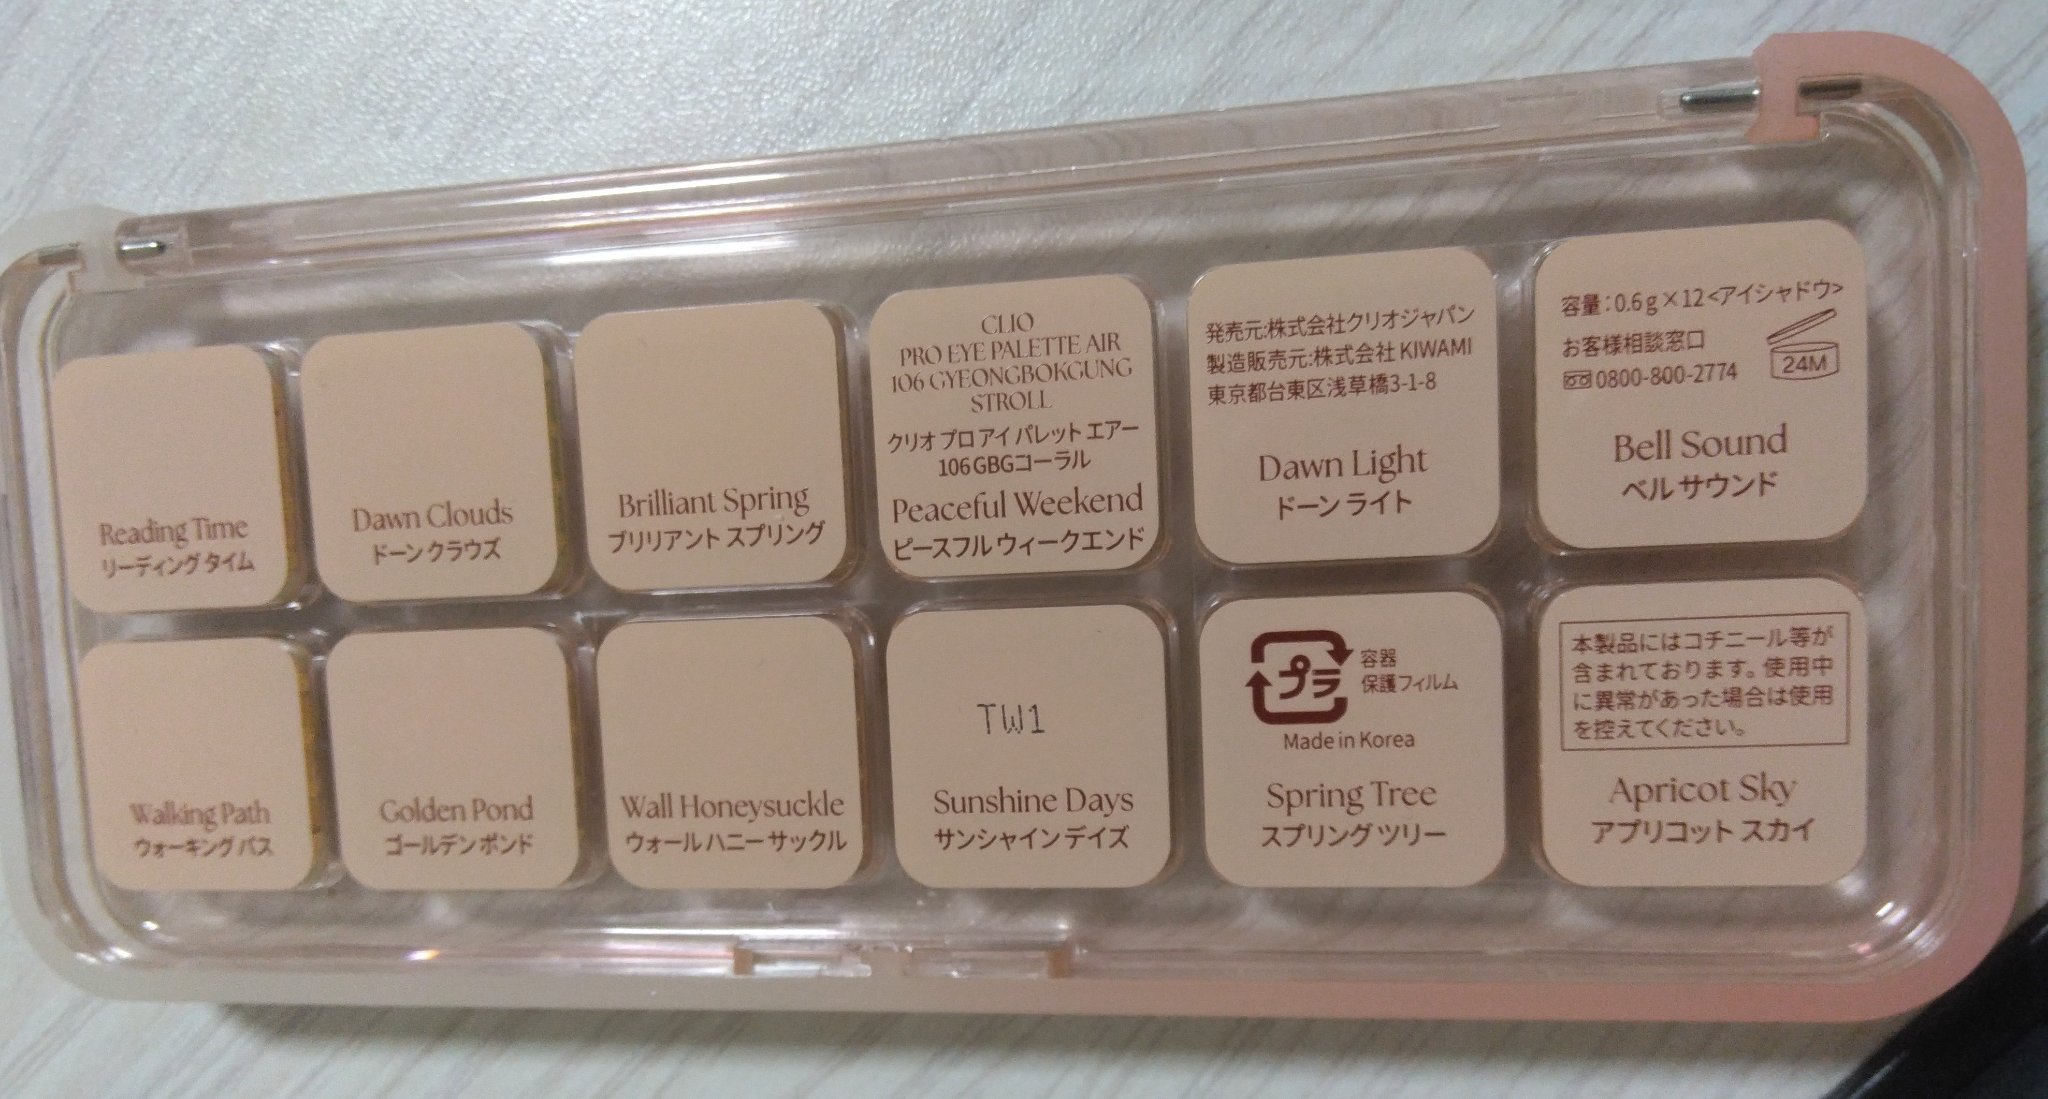 Reading Time
リーディング タイム
Dawn Clouds
ドーン クラウズ
Brilliant Spring
ブリリアント スプリング
CLIO
PRO EYE PALETTE AIR
106 GYEONGBOKGUNG
STROLL
クリオ プロ アイ パレット エアー
106 GBGコーラル
Peaceful Weekend
ピースフル ウィークエンド
発売元:株式会社クリオジャパン
製造販売元:株式会社 KIWAMI
東京都台東区浅草橋3-1-8
Dawn Light
ドーン ライト
容量:0.6g×12<アイシャドウ>
お客様相談窓口
0800-800-2774
24M
Bell Sound
ベル サウンド
Walking Path
ウォーキング パス
Golden Pond
ゴールデン ポンド
Wall Honeysuckle
ウォール ハニー サックル
TW1
Sunshine Days
サンシャイン デイズ
プラ
容器
保護フィルム
Made in Korea
Spring Tree
スプリング ツリー
本製品にはコチニール等が
含まれております。使用中
に異常があった場合は使用
を控えてください。
Apricot Sky
アプリコット スカイ